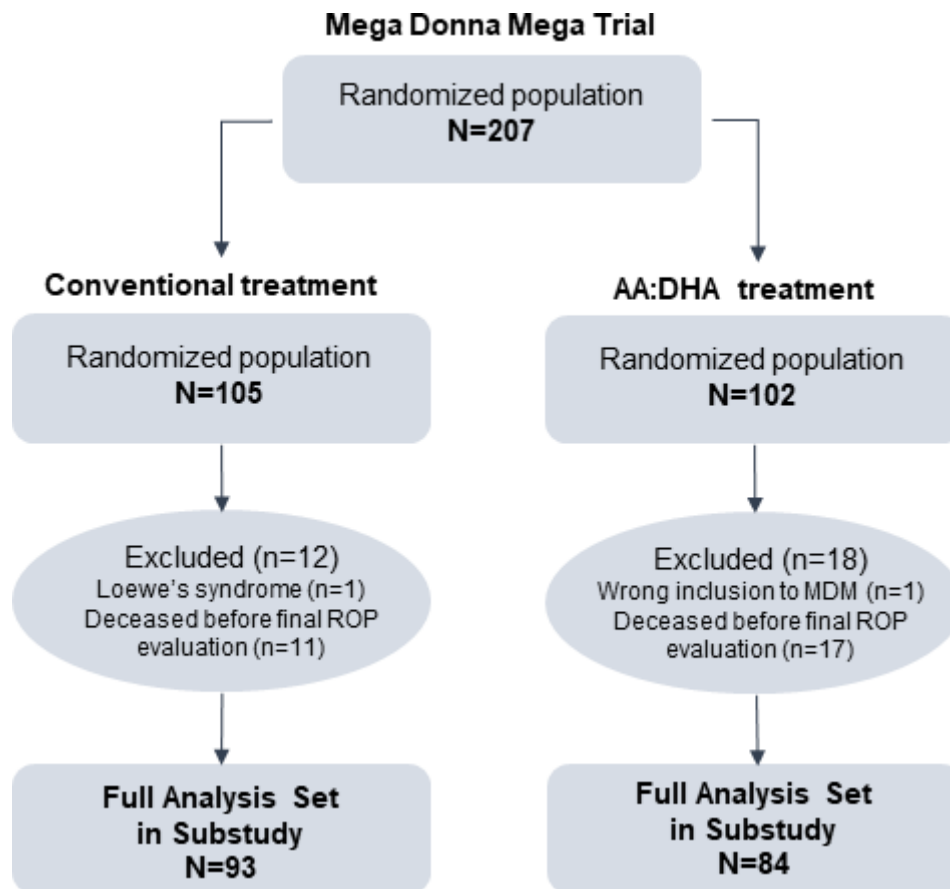 Mega Donna Mega Trial
Randomized population
N=207
Conventional treatment
Randomized population
N=105
Excluded (n=12)
Loewe's syndrome (n=1)
Deceased before final ROP
evaluation (n=11)
Full Analysis Set
in Substudy
N=93
AA:DHA treatment
Randomized population
N=102
Excluded (n=18)
Wrong inclusion to MDM (n=1)
Deceased before final ROP
evaluation (n=17)
Full Analysis Set
in Substudy
N=84